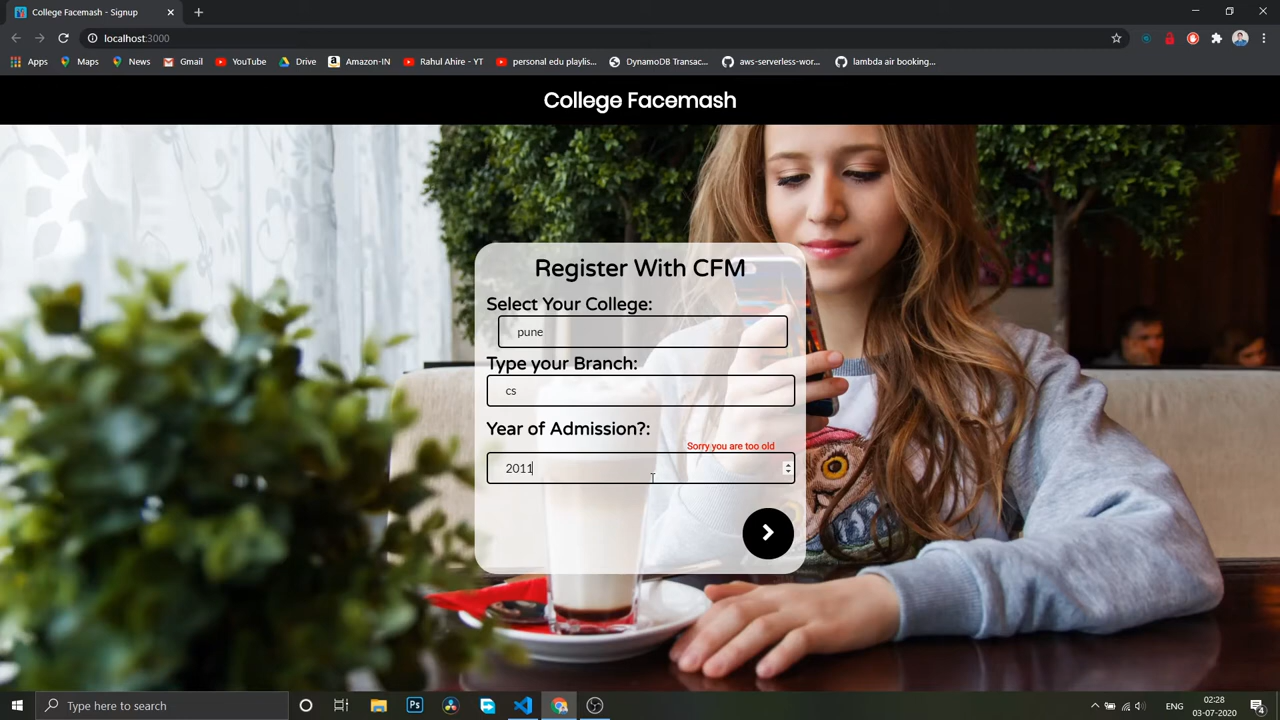 College Facemash - Signup
localhost:3000
Apps
Maps
News
Gmail
YouTube
Drive
Amazon-IN
Rahul Ahire - YT
personal edu playlis...
DynamoDB Transac...
aws-serverless-wor...
lambda air booking...
College Facemash
Register With CFM
Select Your College:
pune
Type your Branch:
cs
Year of Admission?:
Sorry you are too old
2011
Type here to search
Ps
ENG
02:28
03-07-2020
4